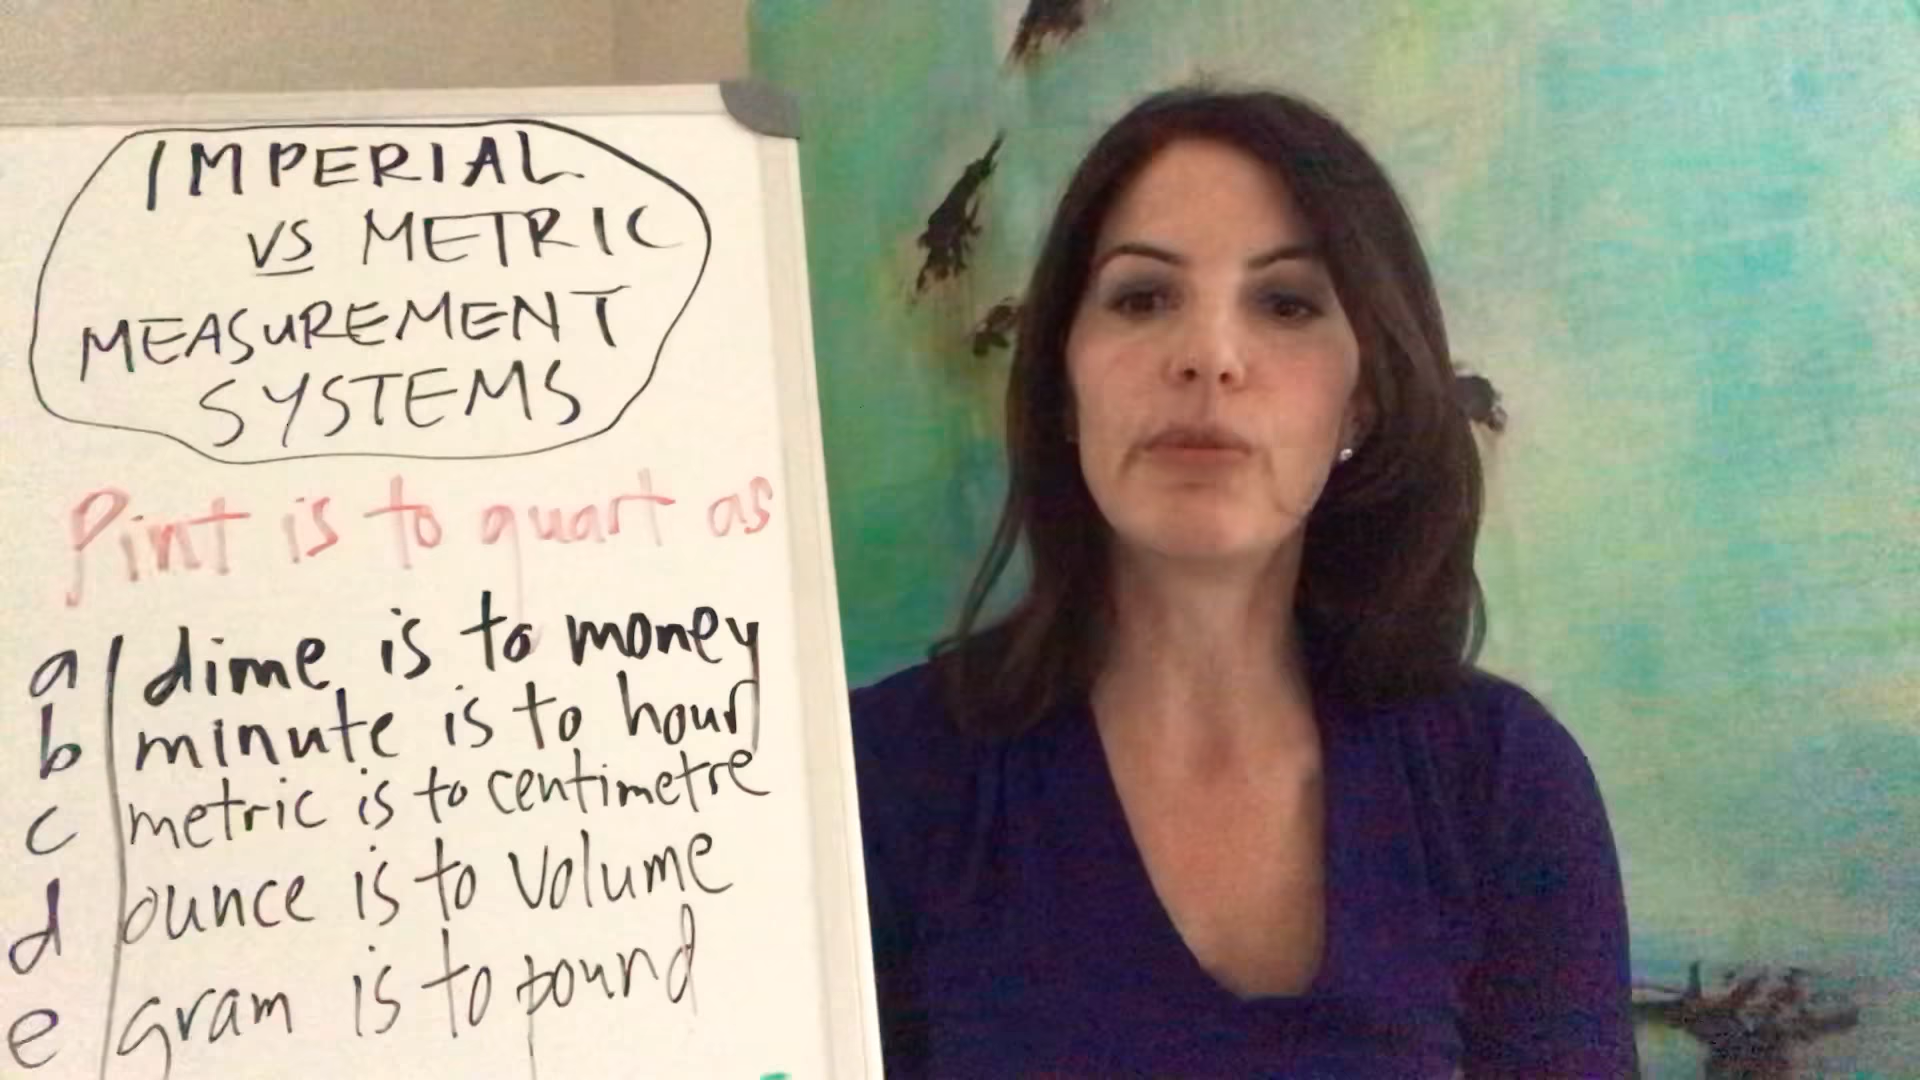 IMPERIAL
vs METRIC
MEASUREMENT
SYSTEMS
Pint is to quart as
a dime is to money
b minute is to hour
c metric is to centimetre
d ounce is to volume
e gram is to pound